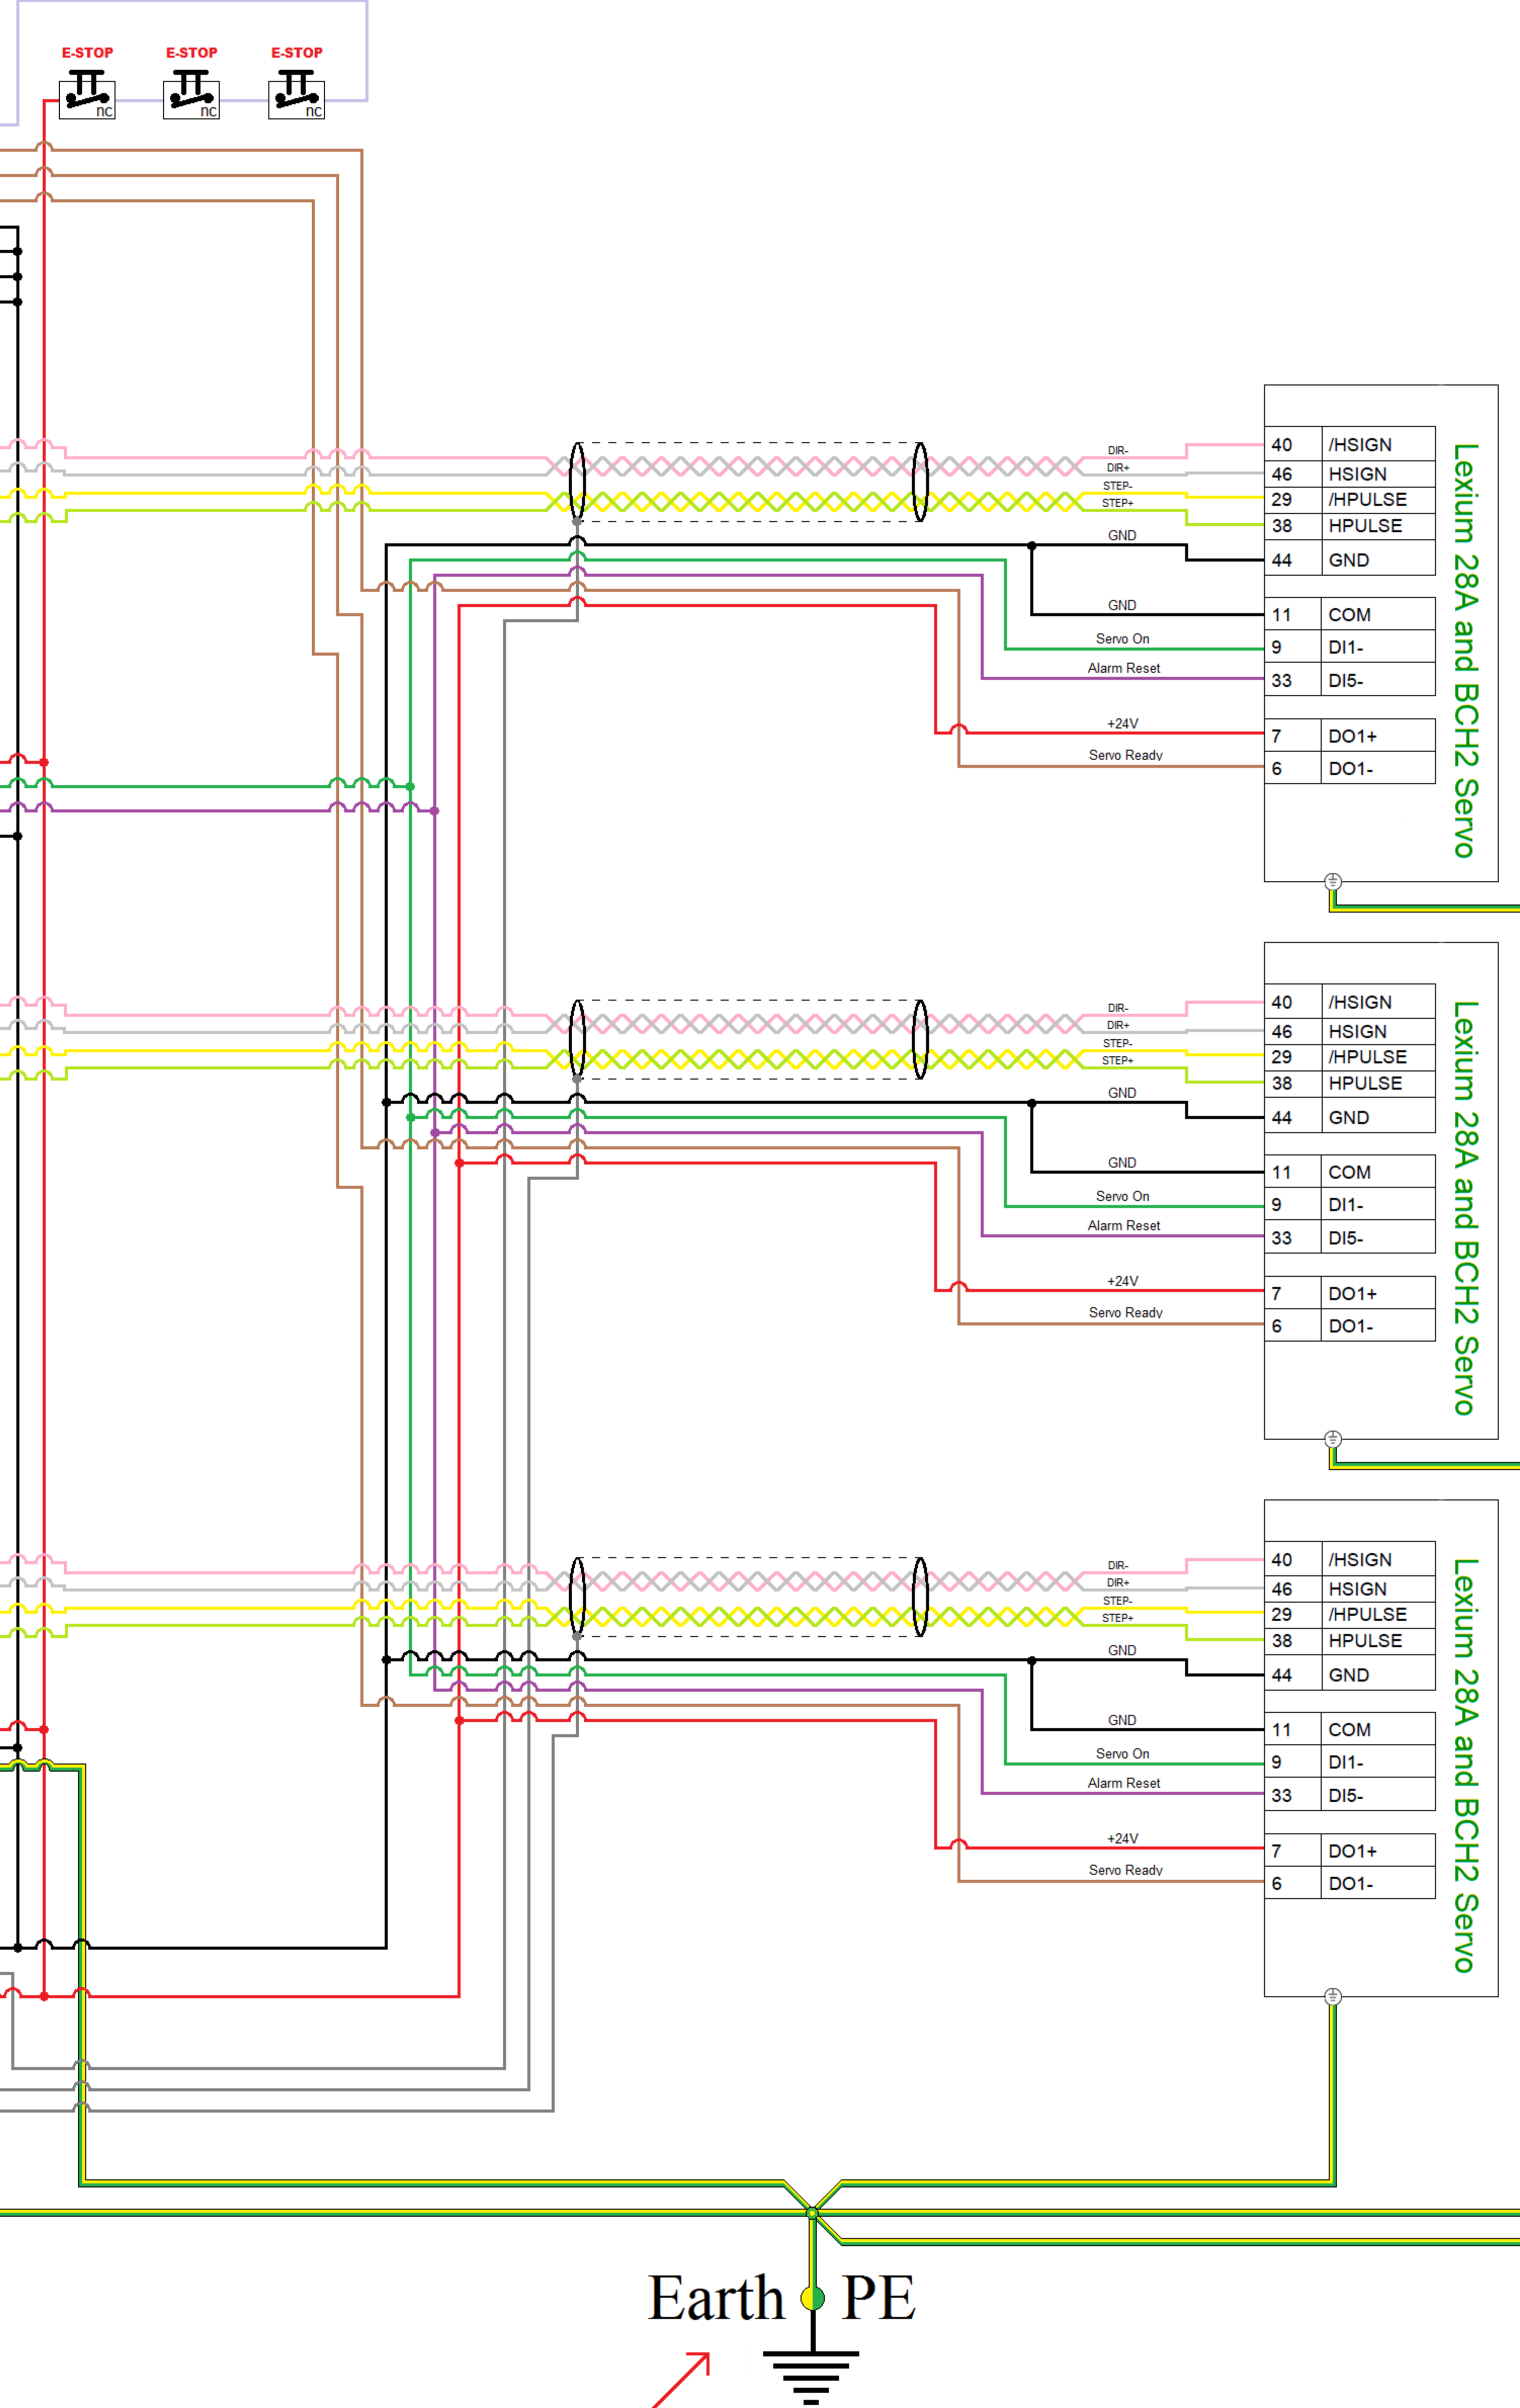 E-STOP E-STOP E-STOP
nc nc nc
DIR- 40 /HSIGN
DIR+ 46 HSIGN
STEP- 29 /HPULSE
STEP+ 38 HPULSE
GND 44 GND
GND 11 COM
Servo On 9 DI1-
Alarm Reset 33 DI5-
+24V 7 DO1+
Servo Ready 6 DO1-
Lexium 28A and BCH2 Servo
DIR- 40 /HSIGN
DIR+ 46 HSIGN
STEP- 29 /HPULSE
STEP+ 38 HPULSE
GND 44 GND
GND 11 COM
Servo On 9 DI1-
Alarm Reset 33 DI5-
+24V 7 DO1+
Servo Ready 6 DO1-
Lexium 28A and BCH2 Servo
DIR- 40 /HSIGN
DIR+ 46 HSIGN
STEP- 29 /HPULSE
STEP+ 38 HPULSE
GND 44 GND
GND 11 COM
Servo On 9 DI1-
Alarm Reset 33 DI5-
+24V 7 DO1+
Servo Ready 6 DO1-
Lexium 28A and BCH2 Servo
Earth PE